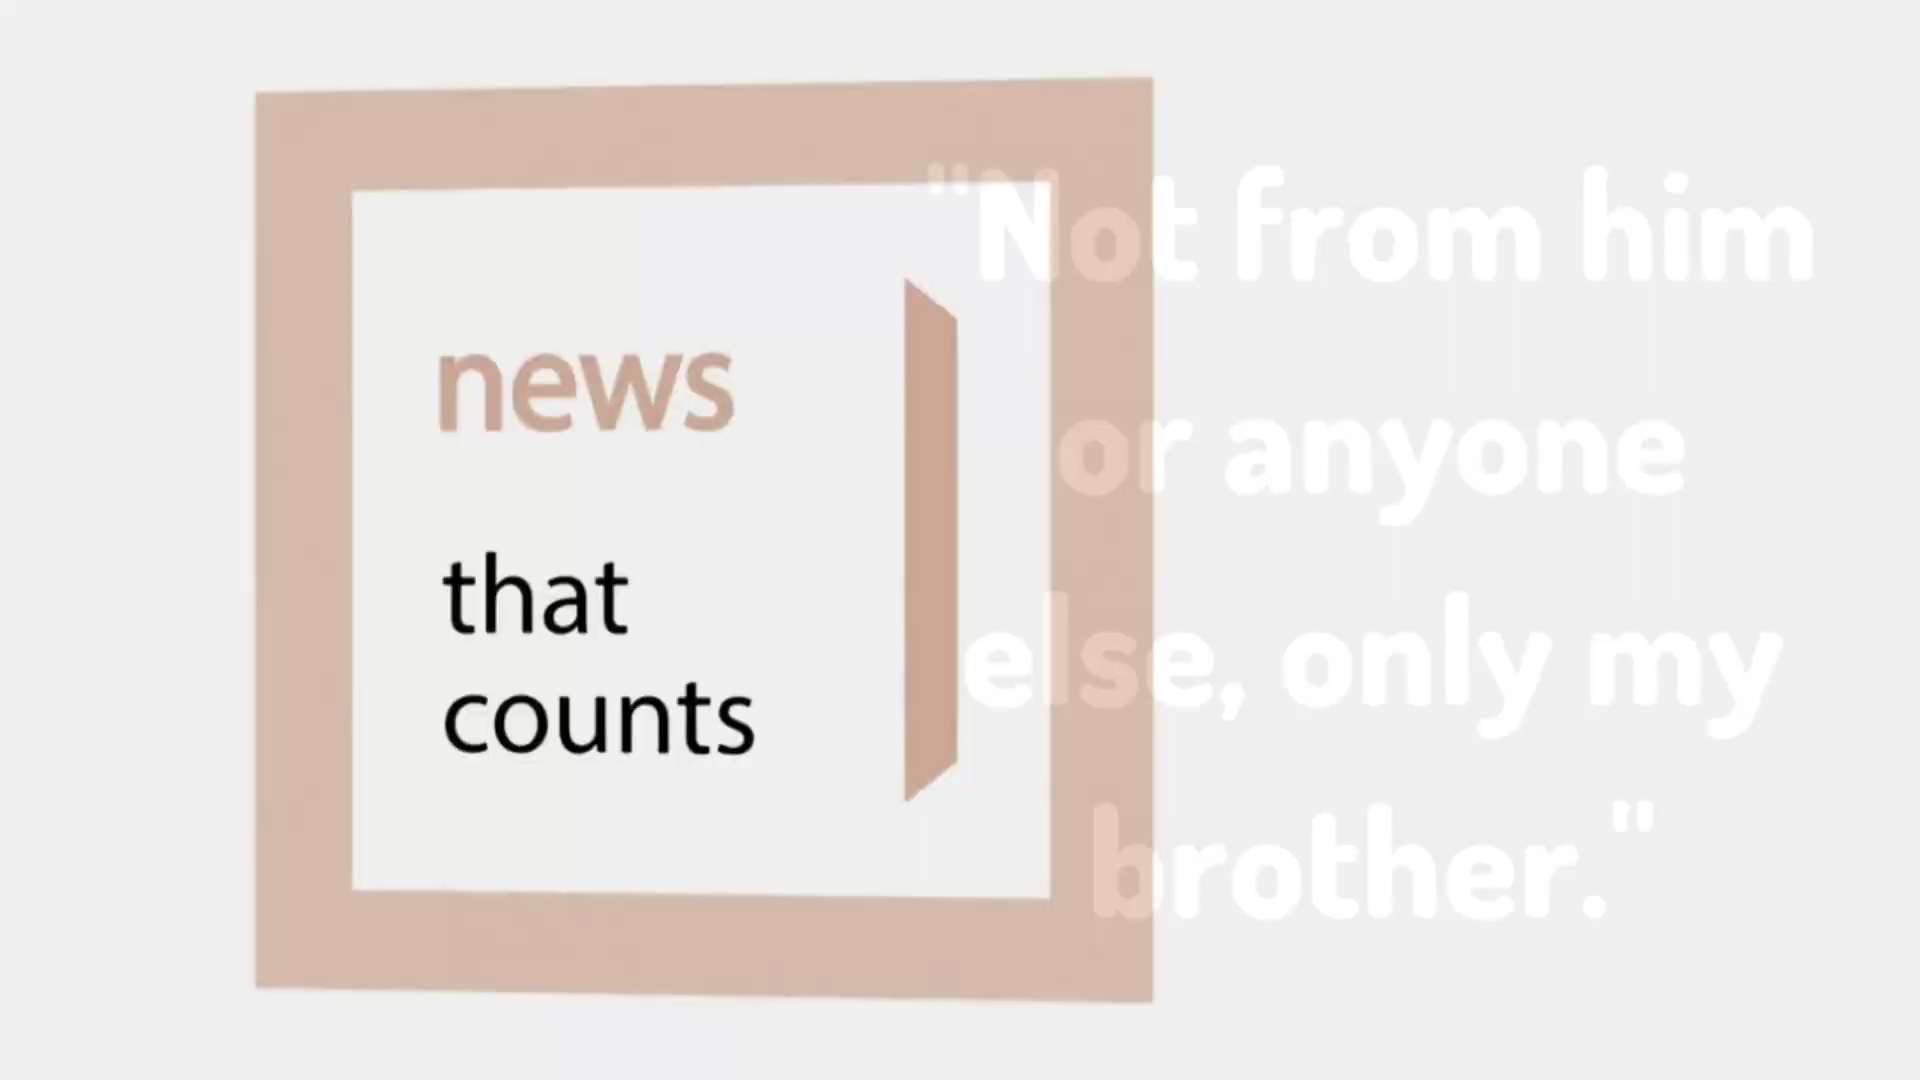 news
that
counts
"Not from him
or anyone
else, only my
brother."